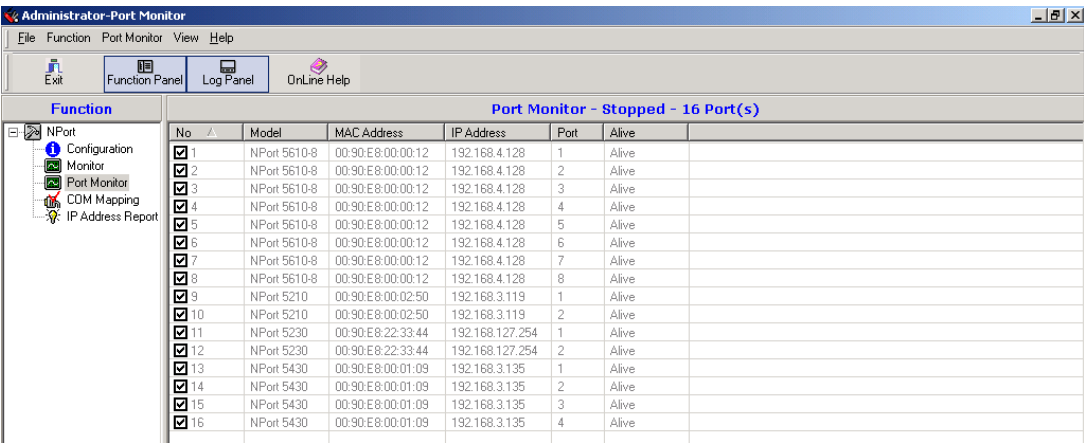 Administrator-Port Monitor
File Function Port Monitor View Help
Exit Function Panel Log Panel OnLine Help
Function
Port Monitor - Stopped - 16 Port(s)
NPort
Configuration
Monitor
Port Monitor
COM Mapping
IP Address Report
No Model MAC Address IP Address Port Alive
1 NPort 5610-8 00:90:E8:00:00:12 192.168.4.128 1 Alive
2 NPort 5610-8 00:90:E8:00:00:12 192.168.4.128 2 Alive
3 NPort 5610-8 00:90:E8:00:00:12 192.168.4.128 3 Alive
4 NPort 5610-8 00:90:E8:00:00:12 192.168.4.128 4 Alive
5 NPort 5610-8 00:90:E8:00:00:12 192.168.4.128 5 Alive
6 NPort 5610-8 00:90:E8:00:00:12 192.168.4.128 6 Alive
7 NPort 5610-8 00:90:E8:00:00:12 192.168.4.128 7 Alive
8 NPort 5610-8 00:90:E8:00:00:12 192.168.4.128 8 Alive
9 NPort 5210 00:90:E8:00:02:50 192.168.3.119 1 Alive
10 NPort 5210 00:90:E8:00:02:50 192.168.3.119 2 Alive
11 NPort 5230 00:90:E8:22:33:44 192.168.127.254 1 Alive
12 NPort 5230 00:90:E8:22:33:44 192.168.127.254 2 Alive
13 NPort 5430 00:90:E8:00:01:09 192.168.3.135 1 Alive
14 NPort 5430 00:90:E8:00:01:09 192.168.3.135 2 Alive
15 NPort 5430 00:90:E8:00:01:09 192.168.3.135 3 Alive
16 NPort 5430 00:90:E8:00:01:09 192.168.3.135 4 Alive